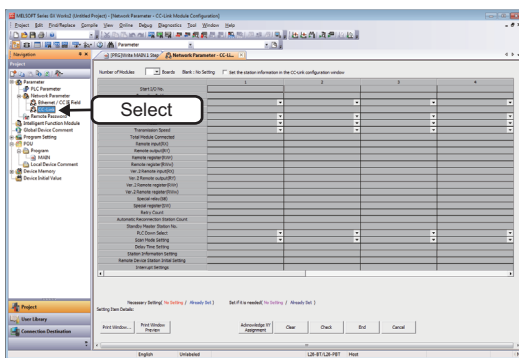 MELSOFT Series GX Works2 (Untitled Project) - [Network Parameter - CC-Link Module Configuration]
Project Edit Find/Replace Compile View Online Debug Diagnostics Tool Window Help
Parameter
Navigation
[PRG]Write MAIN 1 Step
Network Parameter - CC-Li...
Project
Parameter
PLC Parameter
Network Parameter
Ethernet / CC IE Field
CC-Link
Remote Password
Intelligent Function Module
Global Device Comment
Program Setting
POU
Program
MAIN
Local Device Comment
Device Memory
Device Initial Value
Select
Number of Modules
Boards
Blank : No Setting
Set the station information in the CC-Link configuration window
1 2 3 4
Start I/O No.
Transmission Speed
Total Module Connected
Remote input(RX)
Remote output(RY)
Remote register(RWr)
Remote register(RWw)
Ver.2 Remote input(RX)
Ver.2 Remote output(RY)
Ver.2 Remote register(RWr)
Ver.2 Remote register(RWw)
Special relay(SB)
Special register(SW)
Retry Count
Automatic Reconnection Station Count
Standby Master Station No.
PLC Down Select
Scan Mode Setting
Delay Time Setting
Station Information Setting
Remote Device Station Initial Setting
Interrupt Settings
Necessary Setting( No Setting / Already Set )
Set if it is needed( No Setting / Already Set )
Setting Item Details:
Print Window...
Print Window Preview
Acknowledge XY Assignment
Clear
Check
End
Cancel
Project
User Library
Connection Destination
English
Unlabeled
L26-BT/L26-PBT
Host